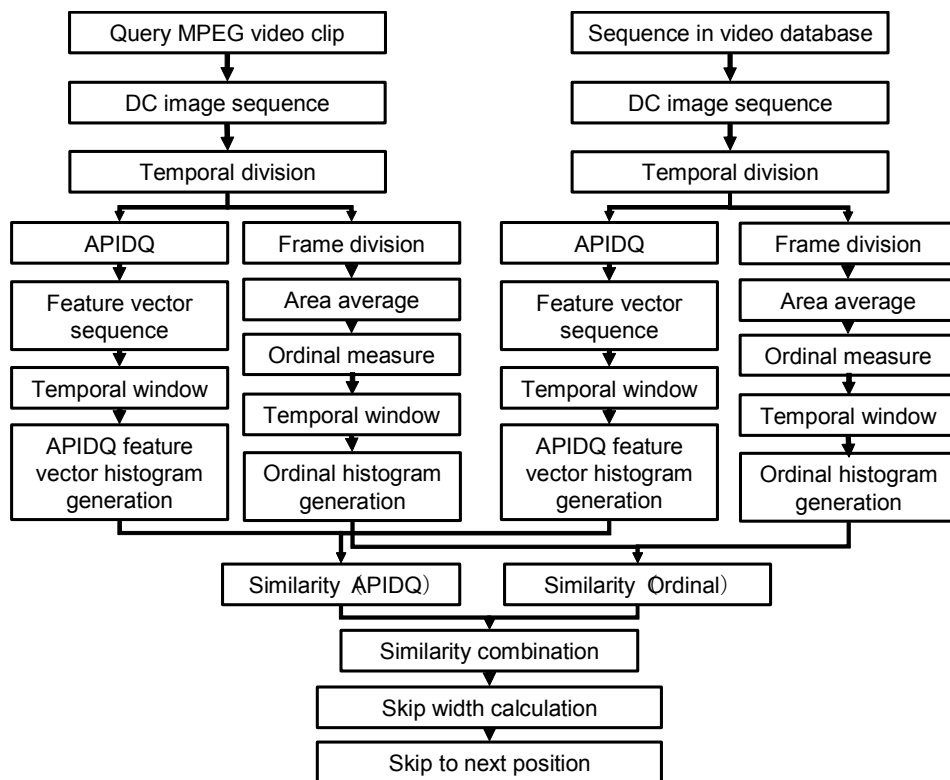 Query MPEG video clip
Sequence in video database
DC image sequence
DC image sequence
Temporal division
Temporal division
APIDQ
Frame division
APIDQ
Frame division
Feature vector
sequence
Area average
Feature vector
sequence
Area average
Ordinal measure
Ordinal measure
Temporal window
Temporal window
Temporal window
Temporal window
APIDQ feature
vector histogram
generation
Ordinal histogram
generation
APIDQ feature
vector histogram
generation
Ordinal histogram
generation
Similarity (APIDQ)
Similarity (Ordinal)
Similarity combination
Skip width calculation
Skip to next position